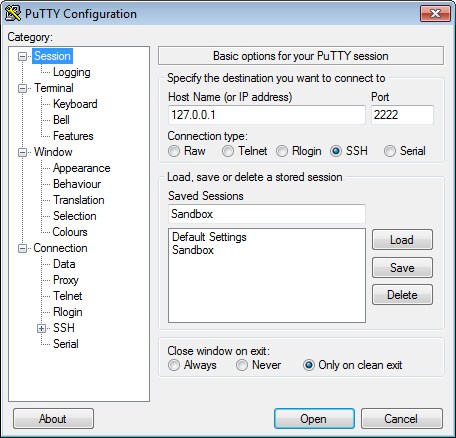 PuTTY Configuration
Category:
Session
Logging
Terminal
Keyboard
Bell
Features
Window
Appearance
Behaviour
Translation
Selection
Colours
Connection
Data
Proxy
Telnet
Rlogin
SSH
Serial
Basic options for your PuTTY session
Specify the destination you want to connect to
Host Name (or IP address) Port
127.0.0.1 2222
Connection type:
Raw Telnet Rlogin SSH Serial
Load, save or delete a stored session
Saved Sessions
Sandbox
Default Settings
Sandbox
Load
Save
Delete
Close window on exit:
Always Never Only on clean exit
About Open Cancel